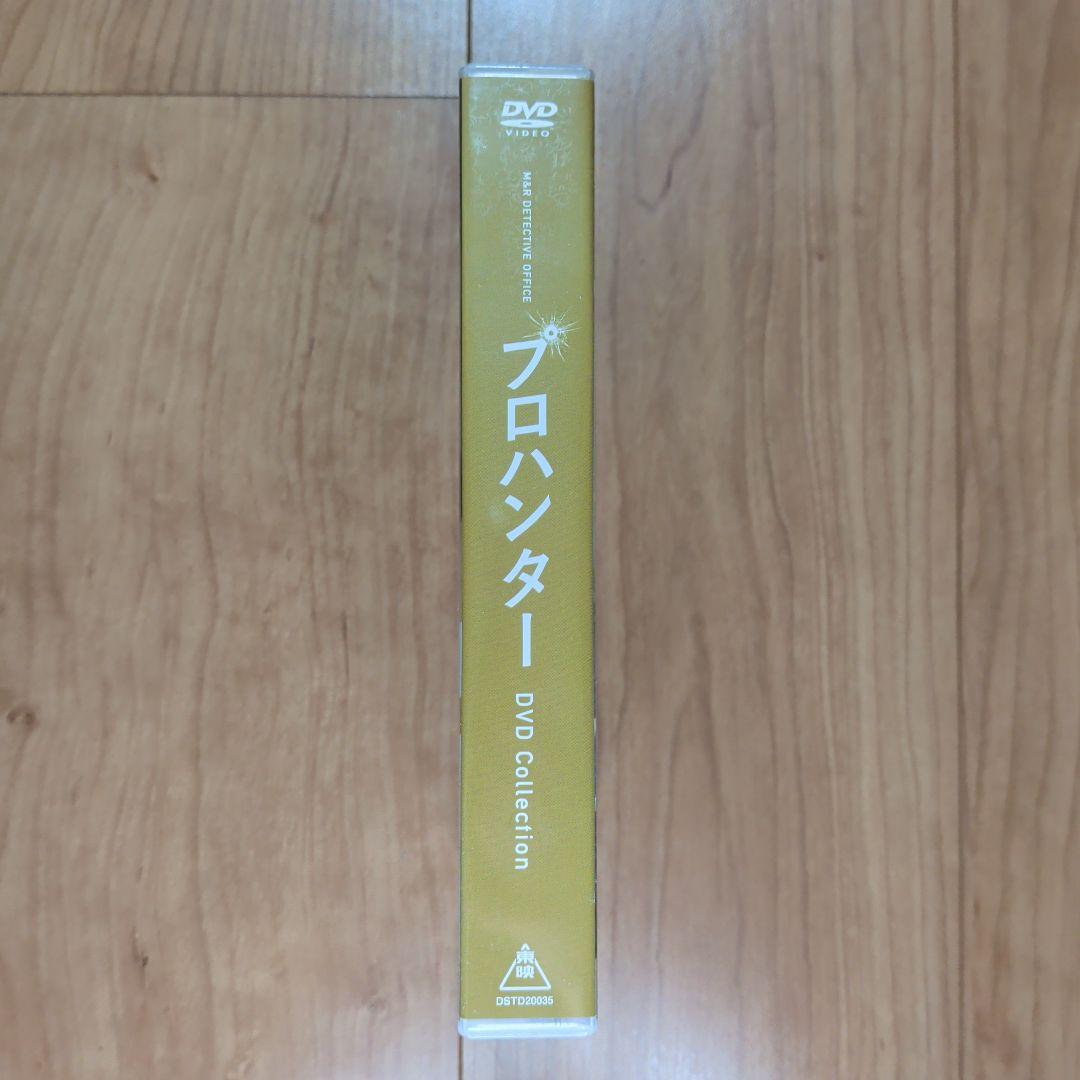 DVD
VIDEO
M&R DETECTIVE OFFICE
プロハンター
DVD Collection
東映
DSTD20035